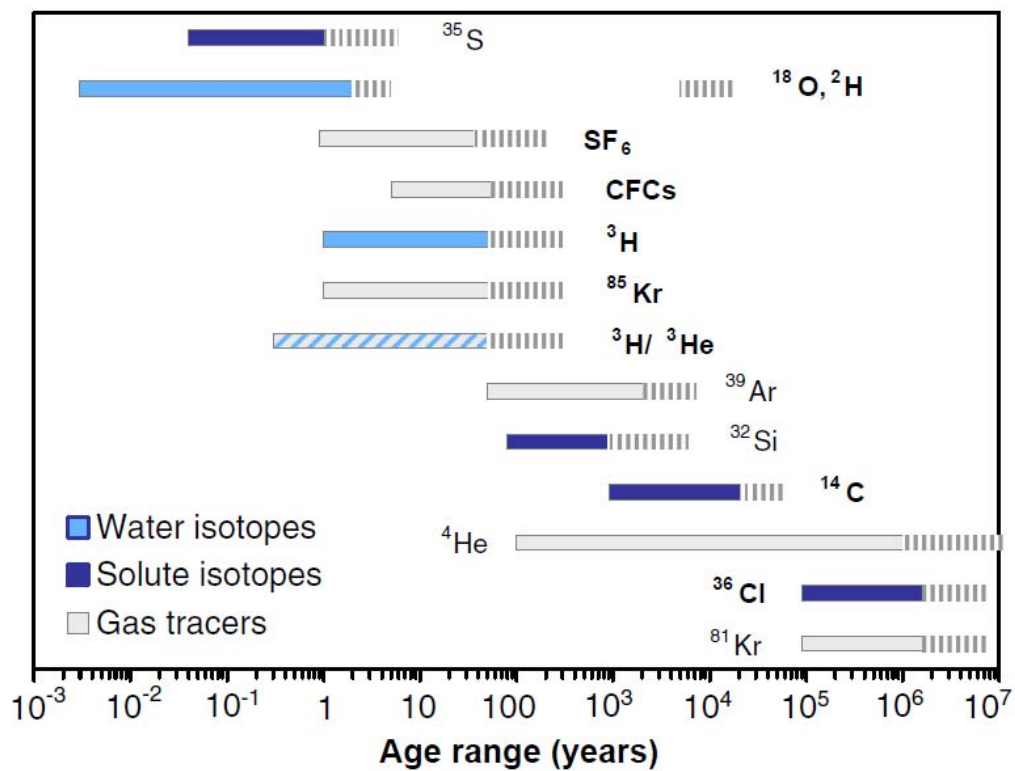 ³⁵S
¹⁸O, ²H
SF₆
CFCs
³H
⁸⁵Kr
³H/ ³He
³⁹Ar
³²Si
¹⁴C
⁴He
³⁶Cl
⁸¹Kr
Water isotopes
Solute isotopes
Gas tracers
10⁻³ 10⁻² 10⁻¹ 1 10 100 10³ 10⁴ 10⁵ 10⁶ 10⁷
Age range (years)